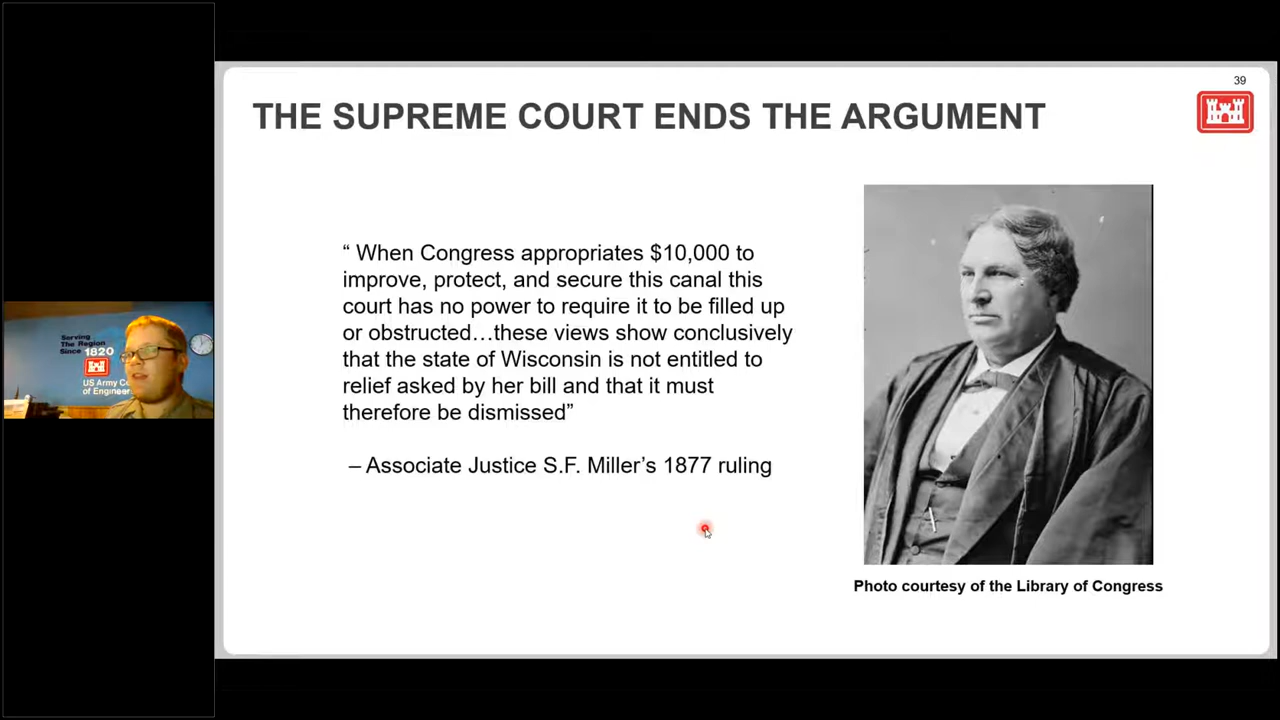 39
THE SUPREME COURT ENDS THE ARGUMENT
“ When Congress appropriates $10,000 to
improve, protect, and secure this canal this
court has no power to require it to be filled up
or obstructed…these views show conclusively
that the state of Wisconsin is not entitled to
relief asked by her bill and that it must
therefore be dismissed”
– Associate Justice S.F. Miller’s 1877 ruling
Photo courtesy of the Library of Congress
Serving
The Region
Since 1820
US Army
of Engineer